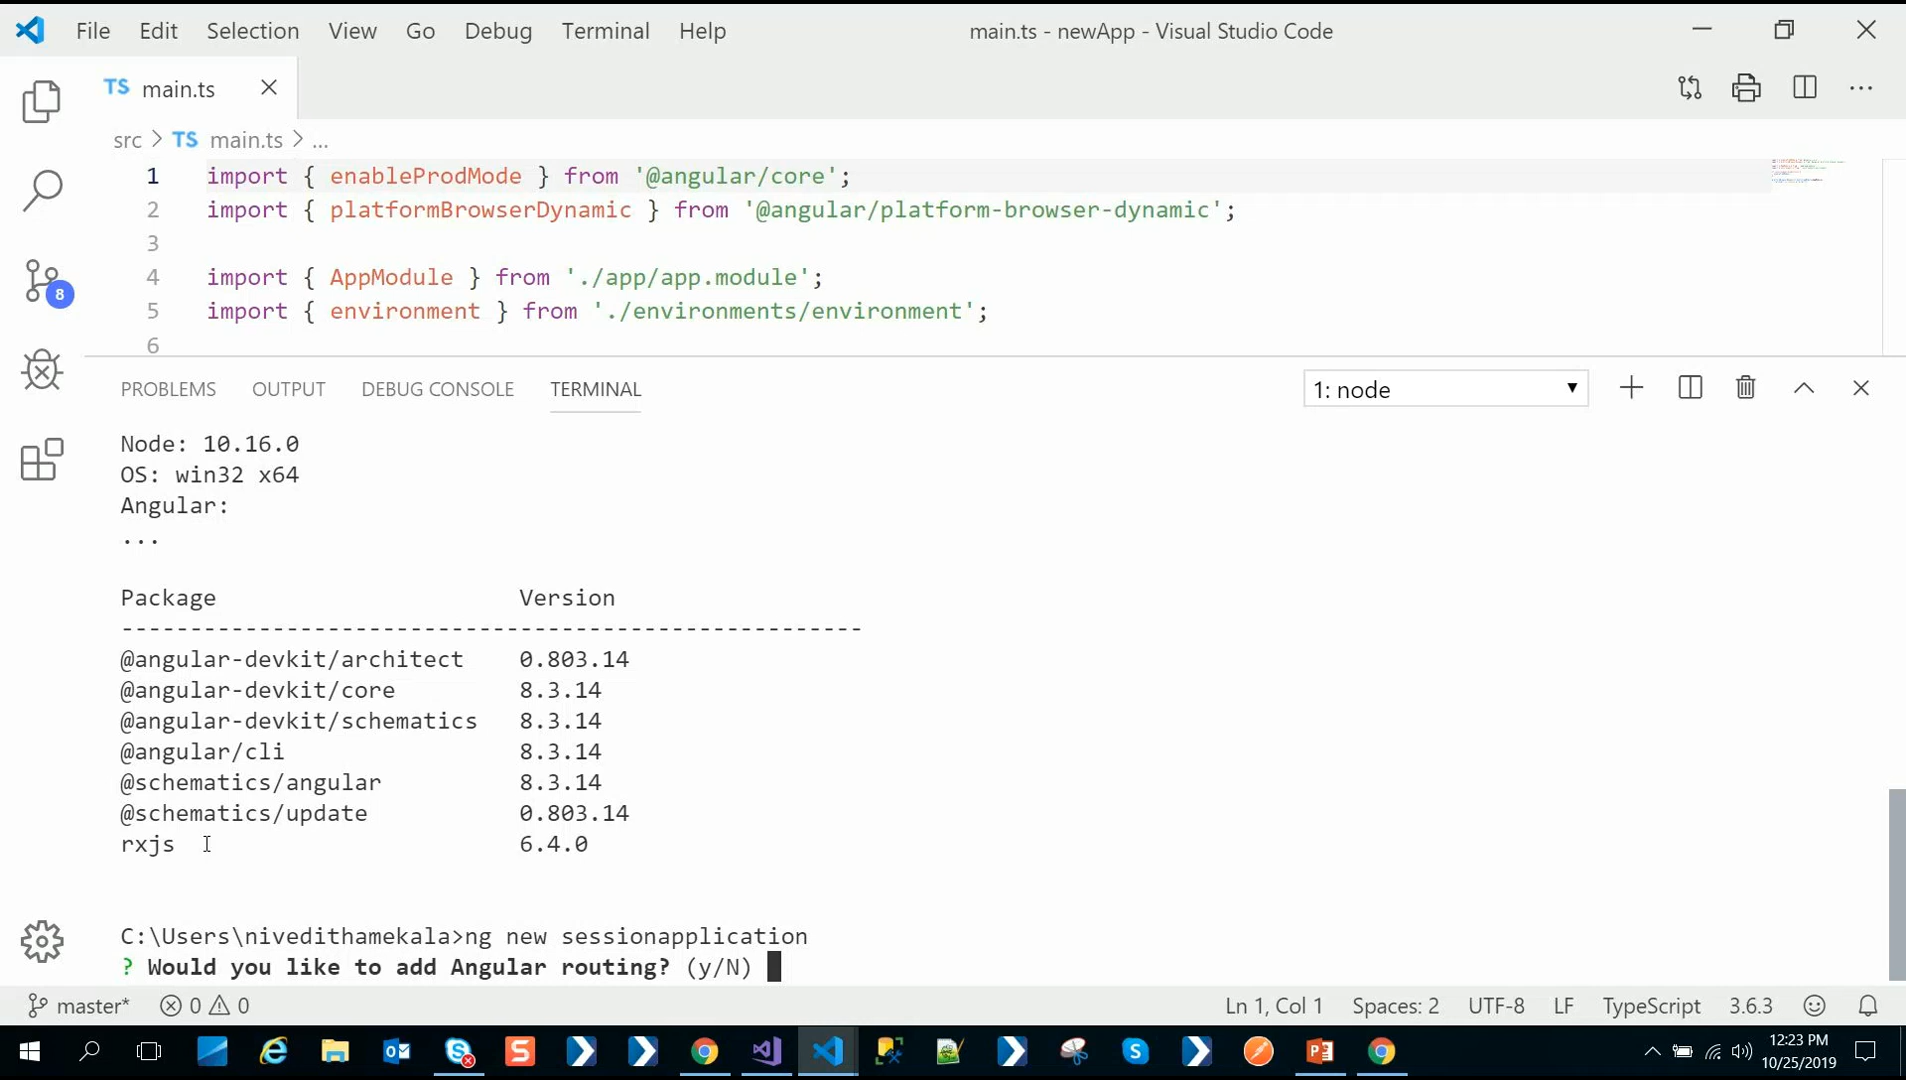 File Edit Selection View Go Debug Terminal Help main.ts - newApp - Visual Studio Code
TS main.ts
src > TS main.ts > ...
1 import { enableProdMode } from '@angular/core';
2 import { platformBrowserDynamic } from '@angular/platform-browser-dynamic';
3
4 import { AppModule } from './app/app.module';
5 import { environment } from './environments/environment';
6
8
PROBLEMS OUTPUT DEBUG CONSOLE TERMINAL 1: node
Node: 10.16.0
OS: win32 x64
Angular:
...
Package Version
------------------------------------------------------
@angular-devkit/architect 0.803.14
@angular-devkit/core 8.3.14
@angular-devkit/schematics 8.3.14
@angular/cli 8.3.14
@schematics/angular 8.3.14
@schematics/update 0.803.14
rxjs 6.4.0
C:\Users\nivedithamekala>ng new sessionapplication
? Would you like to add Angular routing? (y/N)
master* 0 0 Ln 1, Col 1 Spaces: 2 UTF-8 LF TypeScript 3.6.3
12:23 PM
10/25/2019